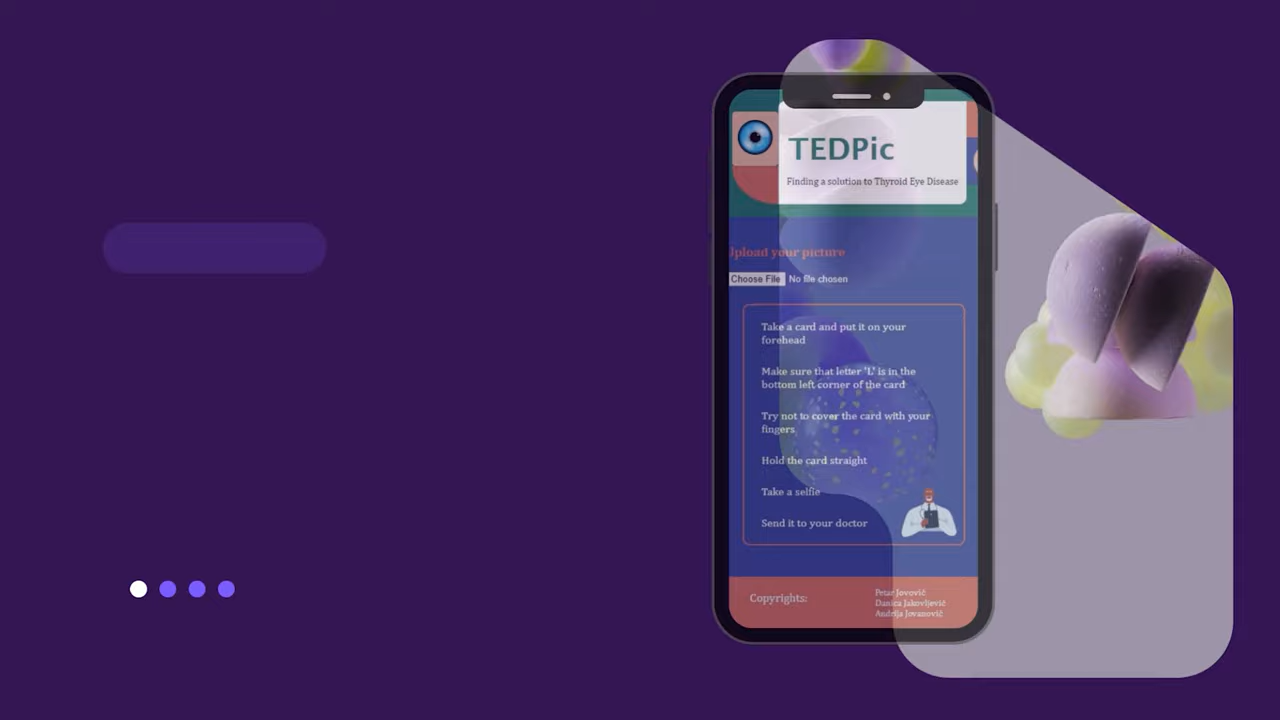 TEDPic
Finding a solution to Thyroid Eye Disease
Upload your picture
Choose File No file chosen
Take a card and put it on your
forehead
Make sure that letter 'L' is in the
bottom left corner of the card
Try not to cover the card with your
fingers
Hold the card straight
Take a selfie
Send it to your doctor
Copyrights:
Petar Jovović
Danica Jakovljević
Andrija Jovanović